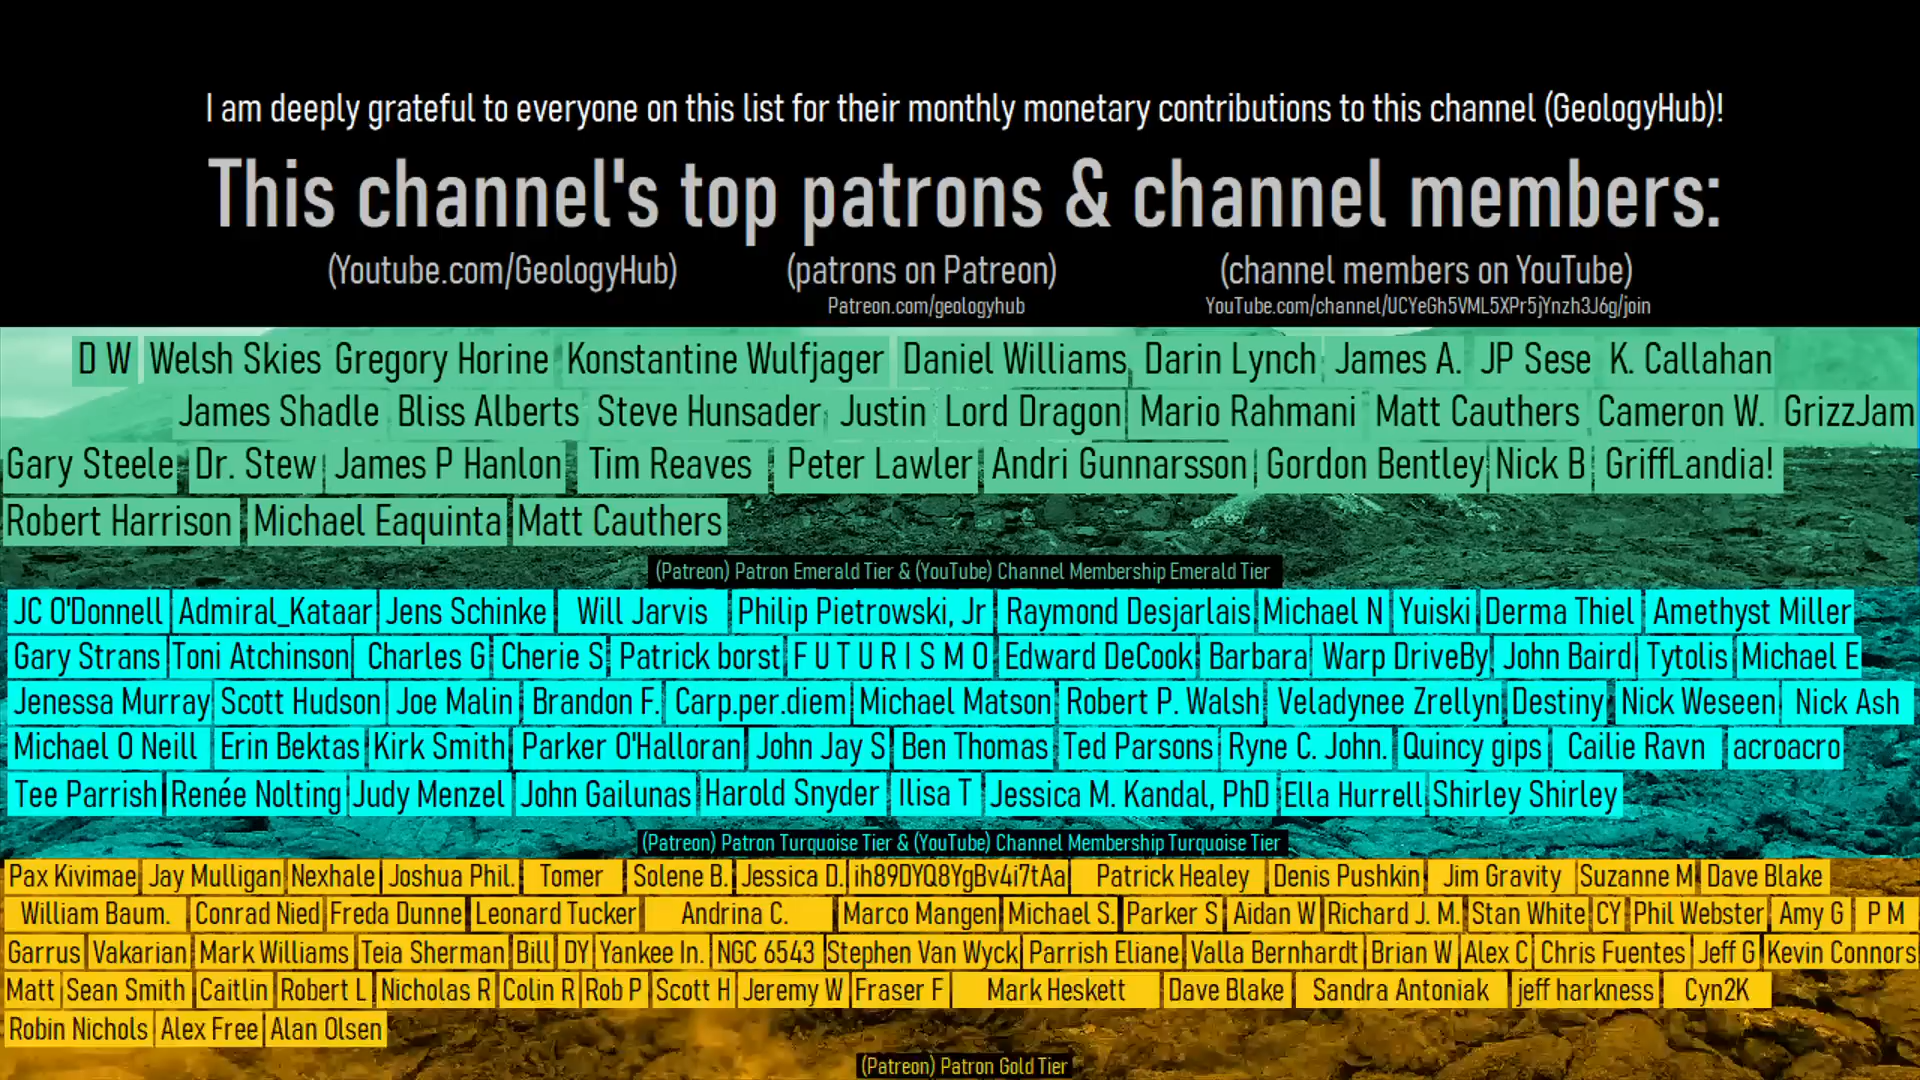 I am deeply grateful to everyone on this list for their monthly monetary contributions to this channel (GeologyHub)!
This channel's top patrons & channel members:
(Youtube.com/GeologyHub) (patrons on Patreon) (channel members on YouTube)
Patreon.com/geologyhub YouTube.com/channel/UCYeGh5VML5XPr5jYnzh3J6g/join
D W Welsh Skies Gregory Horine Konstantine Wulfjager Daniel Williams Darin Lynch James A. JP Sese K. Callahan
James Shadle Bliss Alberts Steve Hunsader Justin Lord Dragon Mario Rahmani Matt Cauthers Cameron W. GrizzJam
Gary Steele Dr. Stew James P Hanlon Tim Reaves Peter Lawler Andri Gunnarsson Gordon Bentley Nick B GriffLandia!
Robert Harrison Michael Eaquinta Matt Cauthers
(Patreon) Patron Emerald Tier & (YouTube) Channel Membership Emerald Tier
JC O'Donnell Admiral_Kataar Jens Schinke Will Jarvis Philip Pietrowski, Jr Raymond Desjarlais Michael N Yuiski Derma Thiel Amethyst Miller
Gary Strans Toni Atchinson Charles G Cherie S Patrick borst F U T U R I S M O Edward DeCook Barbara Warp DriveBy John Baird Tytolis Michael E
Jenessa Murray Scott Hudson Joe Malin Brandon F. Carp.per.diem Michael Matson Robert P. Walsh Veladynee Zrellyn Destiny Nick Weseen Nick Ash
Michael O Neill Erin Bektas Kirk Smith Parker O'Halloran John Jay S Ben Thomas Ted Parsons Ryne C. John. Quincy gips Cailie Ravn acroacro
Tee Parrish Renée Nolting Judy Menzel John Gailunas Harold Snyder Ilisa T Jessica M. Kandal, PhD Ella Hurrell Shirley Shirley
(Patreon) Patron Turquoise Tier & (YouTube) Channel Membership Turquoise Tier
Pax Kivimae Jay Mulligan Nexhale Joshua Phil. Tomer Solene B. Jessica D. ih89DYQ8YgBv4i7tAa Patrick Healey Denis Pushkin Jim Gravity Suzanne M Dave Blake
William Baum. Conrad Nied Freda Dunne Leonard Tucker Andrina C. Marco Mangen Michael S. Parker S Aidan W Richard J. M. Stan White CY Phil Webster Amy G P M
Garrus Vakarian Mark Williams Teia Sherman Bill DY Yankee In. NGC 6543 Stephen Van Wyck Parrish Eliane Valla Bernhardt Brian W Alex C Chris Fuentes Jeff G Kevin Connors
Matt Sean Smith Caitlin Robert L Nicholas R Colin R Rob P Scott H Jeremy W Fraser F Mark Heskett Dave Blake Sandra Antoniak jeff harkness Cyn2K
Robin Nichols Alex Free Alan Olsen
(Patreon) Patron Gold Tier